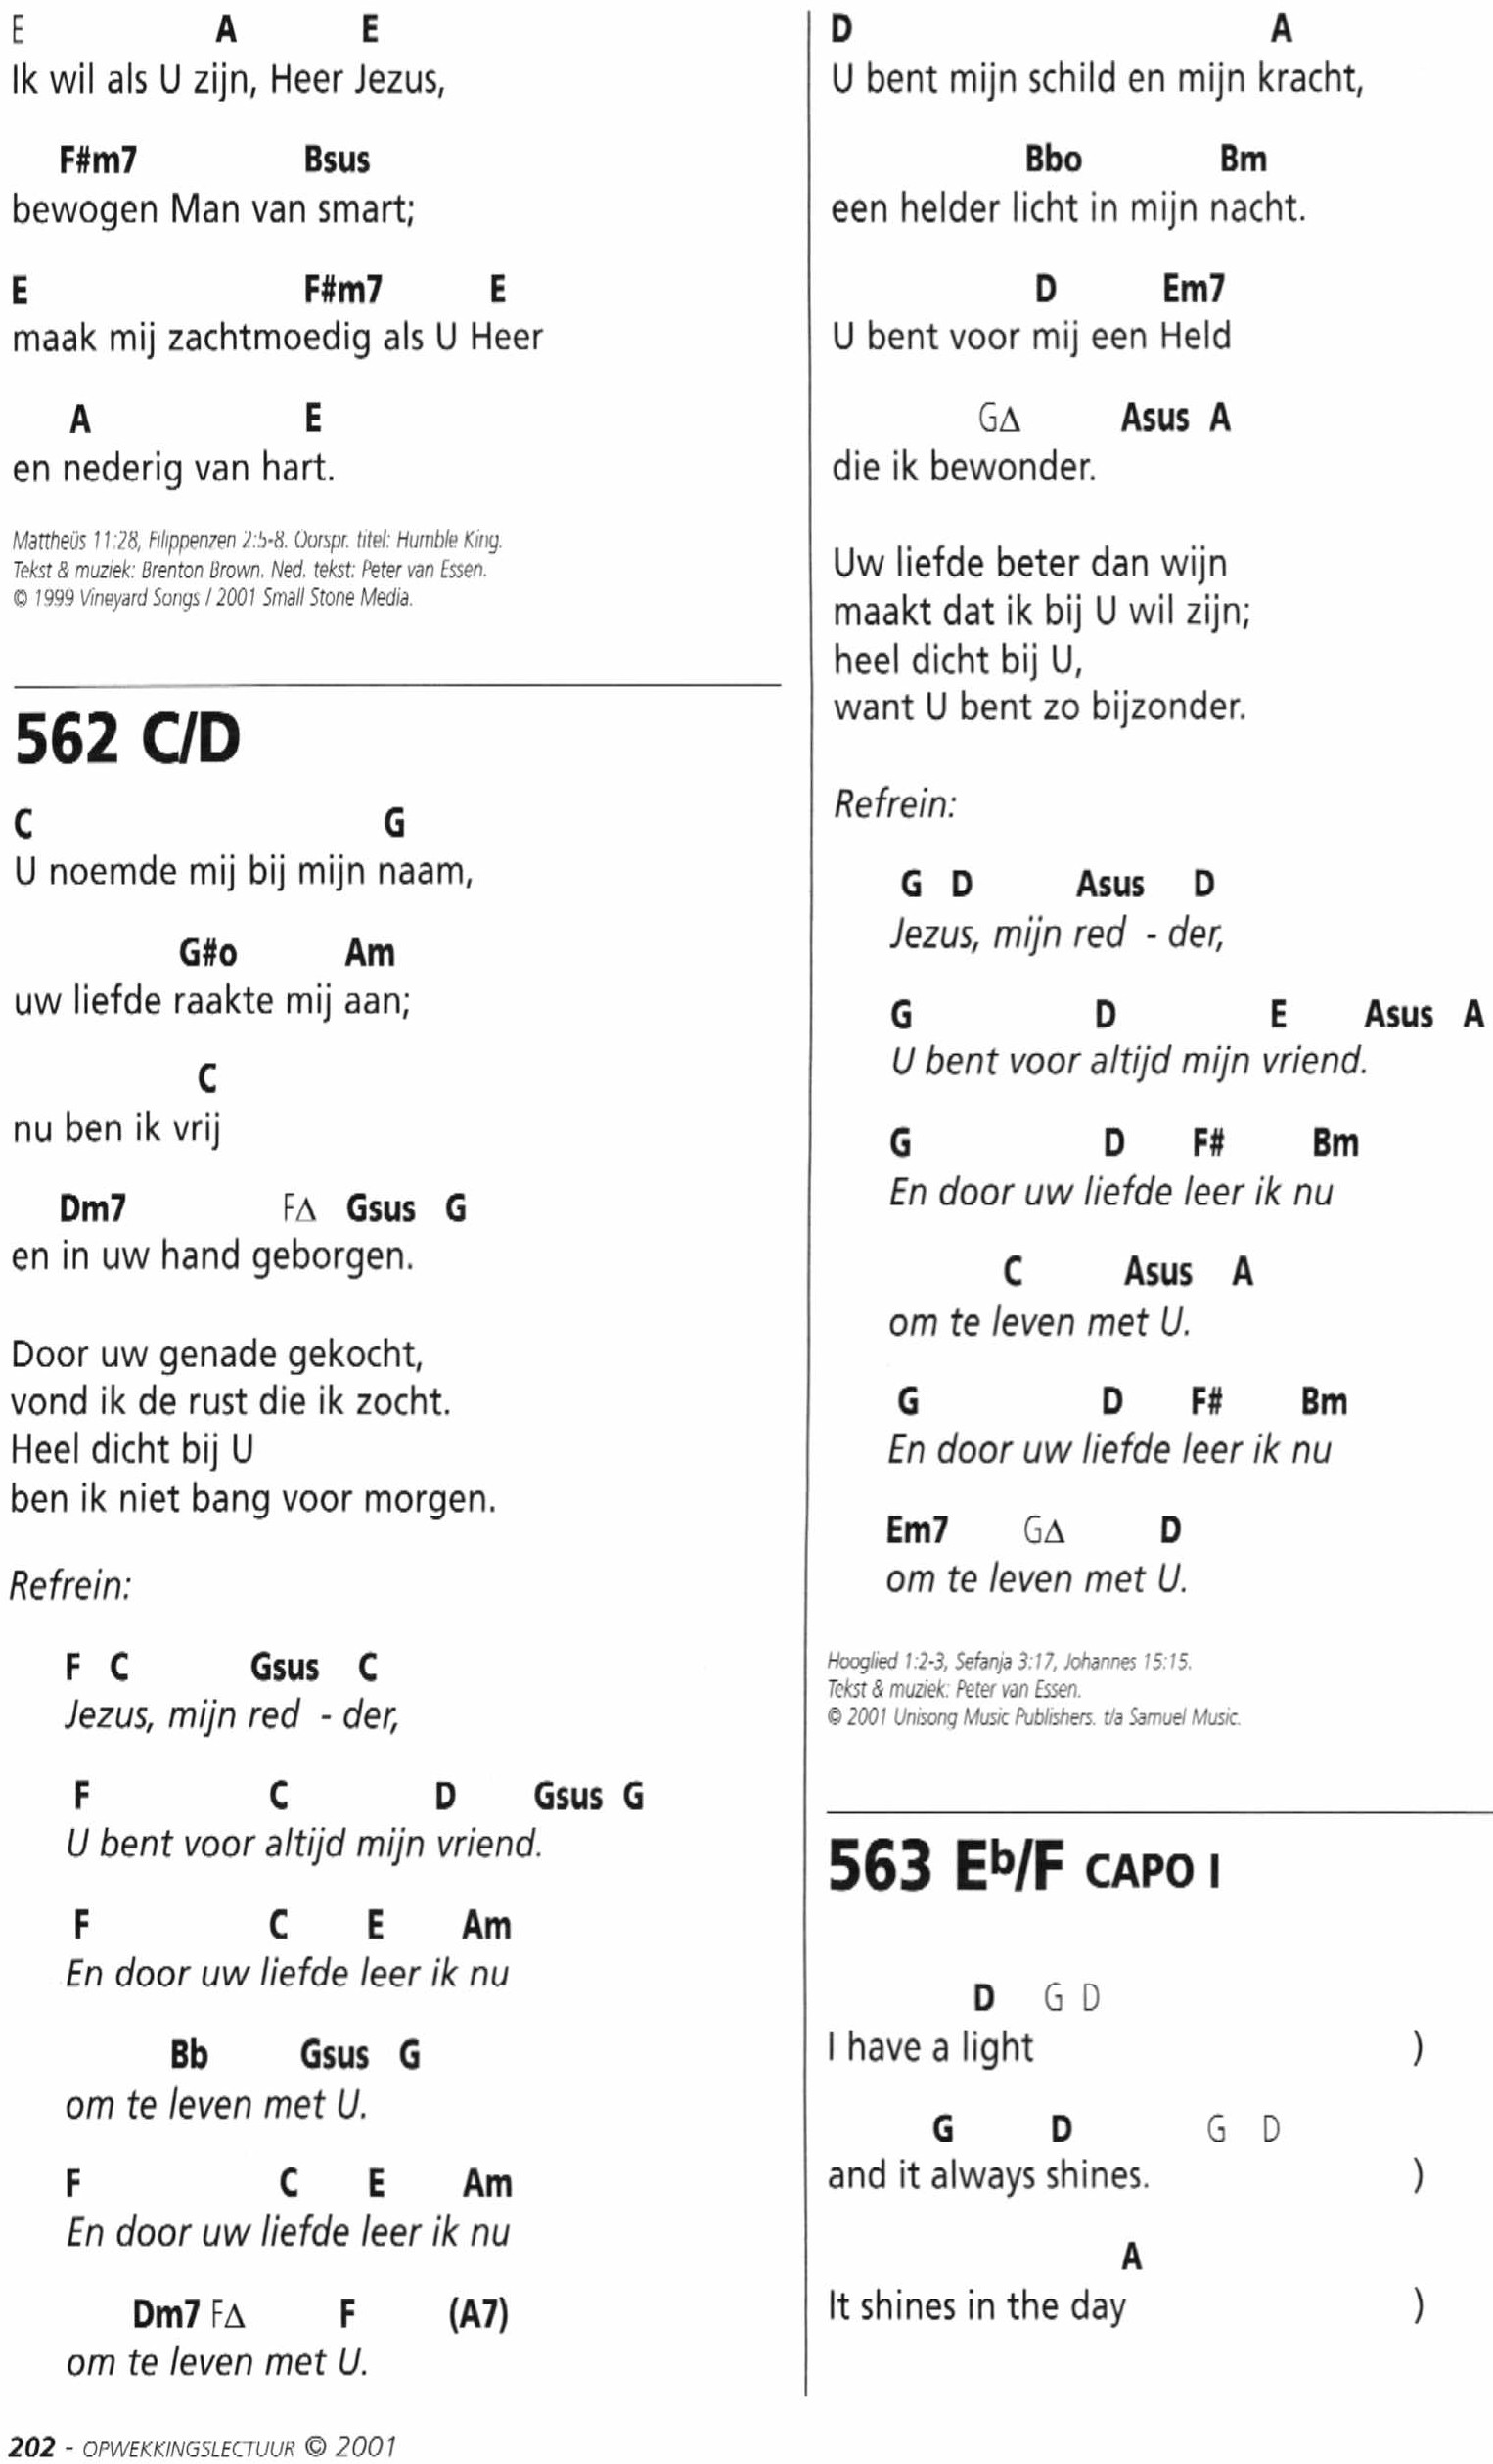 E A E
Ik wil als U zijn, Heer Jezus,
F#m7 Bsus
bewogen Man van smart;
E F#m7 E
maak mij zachtmoedig als U Heer
A E
en nederig van hart.
Mattheüs 11:28, Filippenzen 2:5-8. Oorspr. titel: Humble King.
Tekst & muziek: Brenton Brown. Ned. tekst: Peter van Essen.
© 1999 Vineyard Songs / 2001 Small Stone Media.
562 C/D
C G
U noemde mij bij mijn naam,
G#o Am
uw liefde raakte mij aan;
C
nu ben ik vrij
Dm7 F∆ Gsus G
en in uw hand geborgen.
Door uw genade gekocht,
vond ik de rust die ik zocht.
Heel dicht bij U
ben ik niet bang voor morgen.
Refrein:
F C Gsus C
Jezus, mijn red - der,
F C D Gsus G
U bent voor altijd mijn vriend.
F C E Am
En door uw liefde leer ik nu
Bb Gsus G
om te leven met U.
F C E Am
En door uw liefde leer ik nu
Dm7 F∆ F (A7)
om te leven met U.
202 - OPWEKKINGSLECTUUR © 2001
D A
U bent mijn schild en mijn kracht,
Bbo Bm
een helder licht in mijn nacht.
D Em7
U bent voor mij een Held
G∆ Asus A
die ik bewonder.
Uw liefde beter dan wijn
maakt dat ik bij U wil zijn;
heel dicht bij U,
want U bent zo bijzonder.
Refrein:
G D Asus D
Jezus, mijn red - der,
G D E Asus A
U bent voor altijd mijn vriend.
G D F# Bm
En door uw liefde leer ik nu
C Asus A
om te leven met U.
G D F# Bm
En door uw liefde leer ik nu
Em7 G∆ D
om te leven met U.
Hooglied 1:2-3, Sefanja 3:17, Johannes 15:15.
Tekst & muziek: Peter van Essen.
© 2001 Unisong Music Publishers. t/a Samuel Music.
563 Eb/F CAPO I
D G D
I have a light )
G D G D
and it always shines. )
A
It shines in the day )